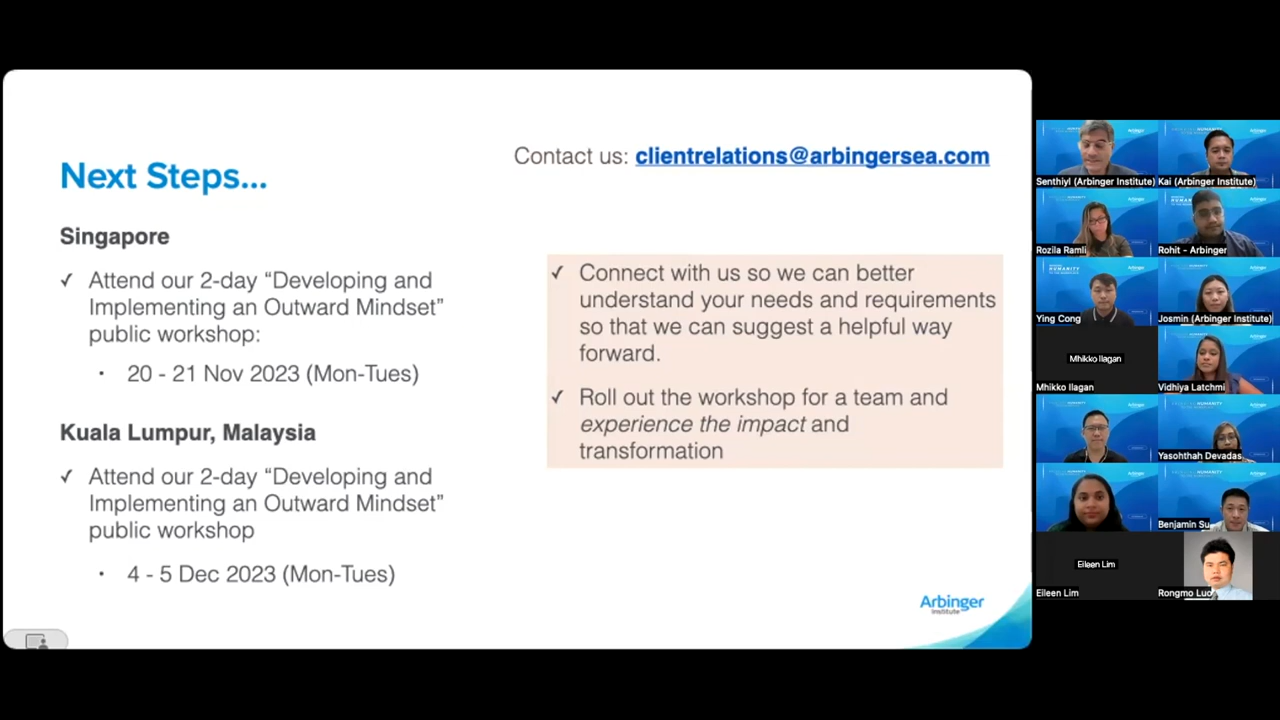 Next Steps...
Contact us: clientrelations@arbingersea.com
Singapore
✓ Attend our 2-day “Developing and
Implementing an Outward Mindset”
public workshop:
• 20 - 21 Nov 2023 (Mon-Tues)
Kuala Lumpur, Malaysia
✓ Attend our 2-day “Developing and
Implementing an Outward Mindset”
public workshop
• 4 - 5 Dec 2023 (Mon-Tues)
✓ Connect with us so we can better
understand your needs and requirements
so that we can suggest a helpful way
forward.
✓ Roll out the workshop for a team and
experience the impact and
transformation
Arbinger
Institute
Senthiyl (Arbinger Institute)
Kai (Arbinger Institute)
Rozila Ramli
Rohit - Arbinger
Ying Cong
Josmin (Arbinger Institute)
Mhikko Ilagan
Mhikko Ilagan
Vidhiya Latchmi
Yasohthah Devadas
Benjamin Su
Eileen Lim
Eileen Lim
Rongmo Luo